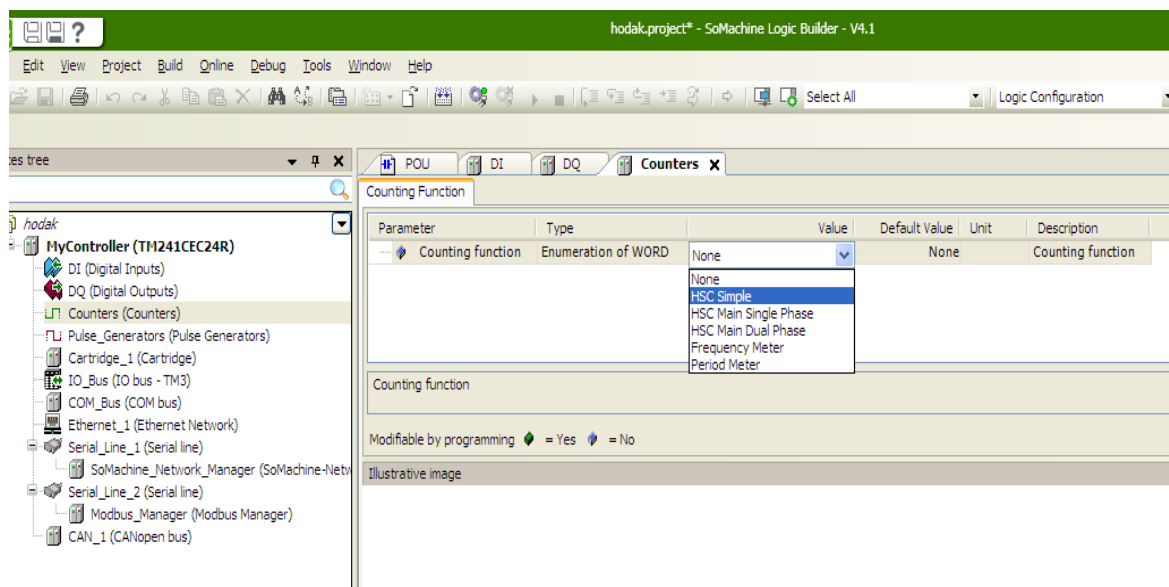 hodak.project* - SoMachine Logic Builder - V4.1
?
Edit View Project Build Online Debug Tools Window Help
Select All Logic Configuration
tree
POU DI DQ Counters
Counting Function
hodak
MyController (TM241CEC24R)
DI (Digital Inputs)
DQ (Digital Outputs)
Counters (Counters)
Pulse_Generators (Pulse Generators)
Cartridge_1 (Cartridge)
IO_Bus (IO bus - TM3)
COM_Bus (COM bus)
Ethernet_1 (Ethernet Network)
Serial_Line_1 (Serial line)
SoMachine_Network_Manager (SoMachine-Netw
Serial_Line_2 (Serial line)
Modbus_Manager (Modbus Manager)
CAN_1 (CANopen bus)
Parameter Type Value Default Value Unit Description
Counting function Enumeration of WORD None None Counting function
None
HSC Simple
HSC Main Single Phase
HSC Main Dual Phase
Frequency Meter
Period Meter
Counting function
Modifiable by programming = Yes = No
Illustrative image